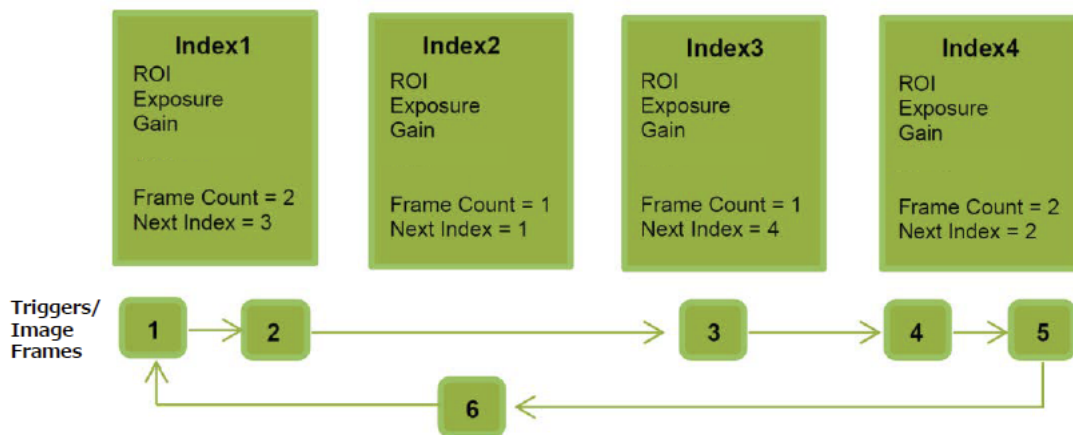 Index1
ROI
Exposure
Gain
Frame Count = 2
Next Index = 3
Index2
ROI
Exposure
Gain
Frame Count = 1
Next Index = 1
Index3
ROI
Exposure
Gain
Frame Count = 1
Next Index = 4
Index4
ROI
Exposure
Gain
Frame Count = 2
Next Index = 2
Triggers/
Image
Frames
1
2
3
4
5
6